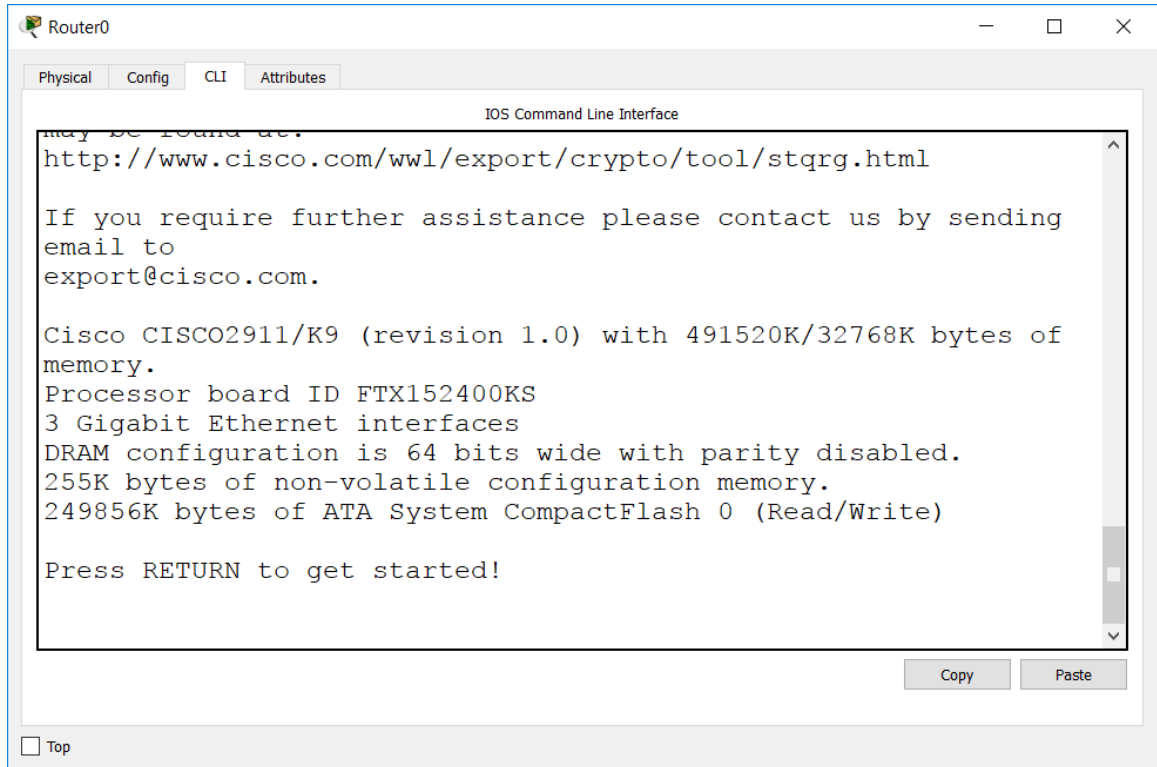 Router0
Physical Config CLI Attributes
IOS Command Line Interface
may be found at:
http://www.cisco.com/wwl/export/crypto/tool/stqrg.html
If you require further assistance please contact us by sending
email to
export@cisco.com.
Cisco CISCO2911/K9 (revision 1.0) with 491520K/32768K bytes of
memory.
Processor board ID FTX152400KS
3 Gigabit Ethernet interfaces
DRAM configuration is 64 bits wide with parity disabled.
255K bytes of non-volatile configuration memory.
249856K bytes of ATA System CompactFlash 0 (Read/Write)
Press RETURN to get started!
Copy Paste
Top